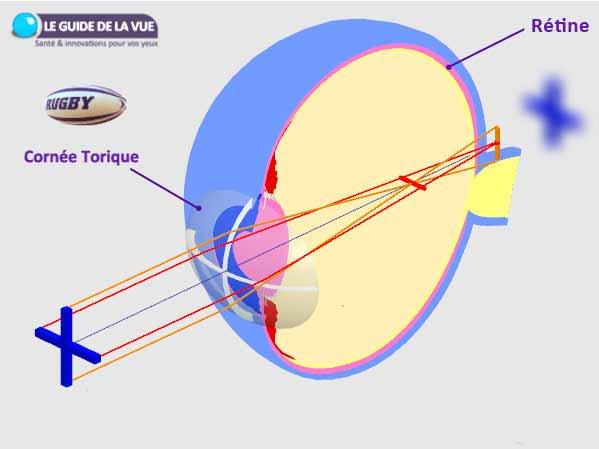 LE GUIDE DE LA VUE
Santé & innovations pour vos yeux
Rétine
RUGBY
Cornée Torique